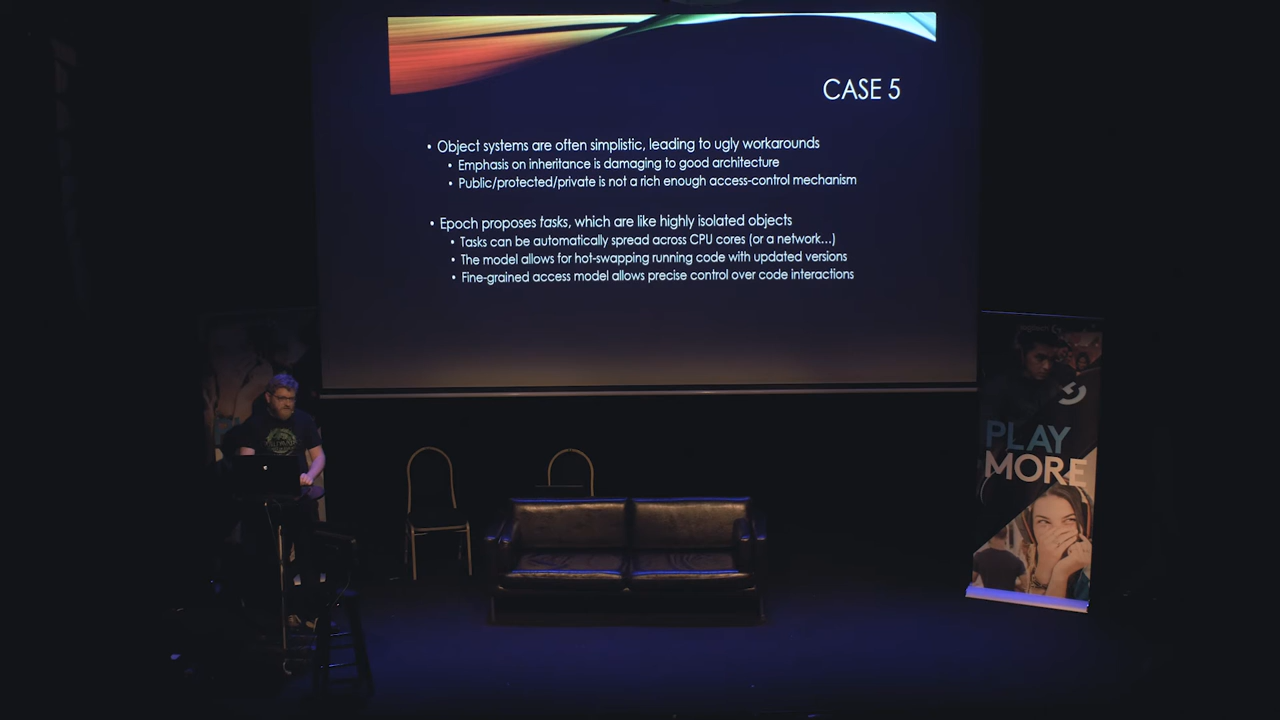 CASE 5
• Object systems are often simplistic, leading to ugly workarounds
• Emphasis on inheritance is damaging to good architecture
• Public/protected/private is not a rich enough access-control mechanism
• Epoch proposes tasks, which are like highly isolated objects
• Tasks can be automatically spread across CPU cores (or a network...)
• The model allows for hot-swapping running code with updated versions
• Fine-grained access model allows precise control over code interactions
PLAY
MORE